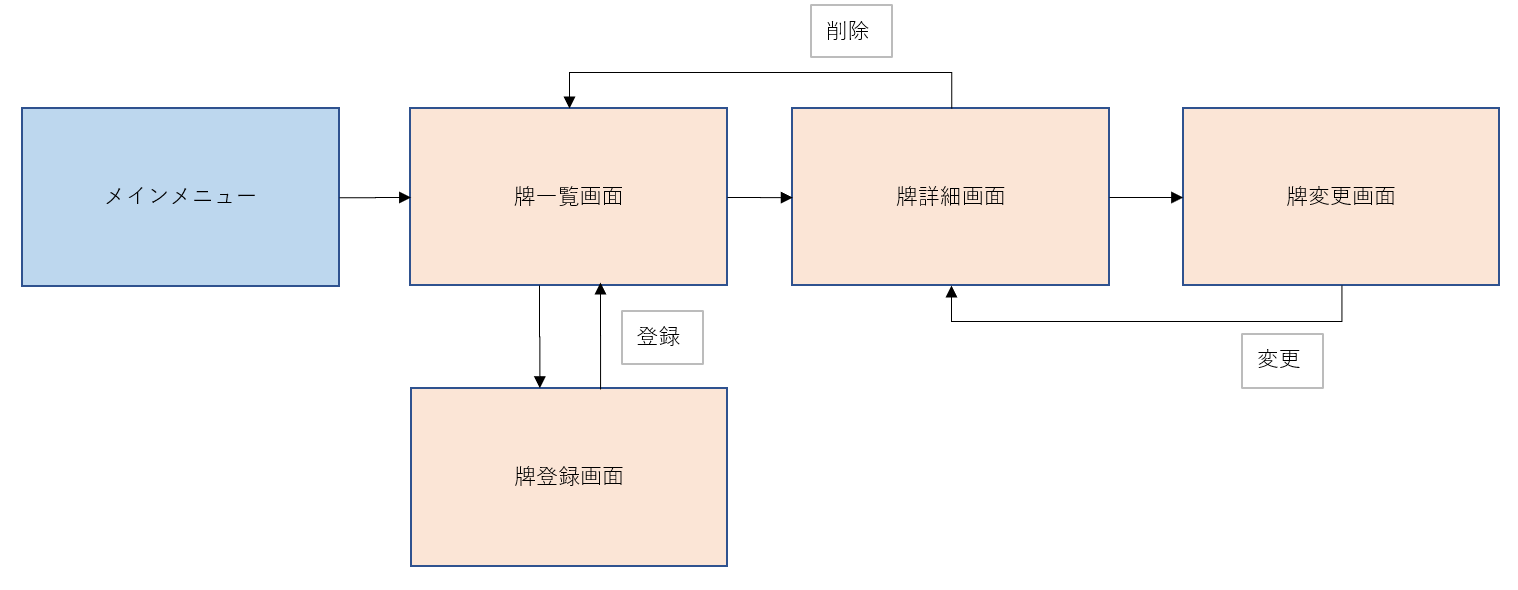 削除
メインメニュー
牌一覧画面
牌詳細画面
牌変更画面
登録
変更
牌登録画面